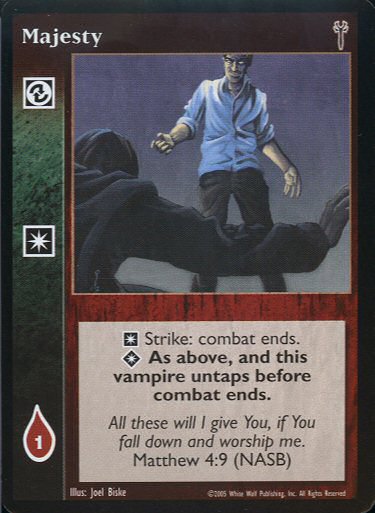 Majesty
Strike: combat ends.
As above, and this
vampire untaps before
combat ends.
All these will I give You, if You
fall down and worship me.
Matthew 4:9 (NASB)
1
Illus: Joel Biske
©2005 White Wolf Publishing, Inc. All Rights Reserved